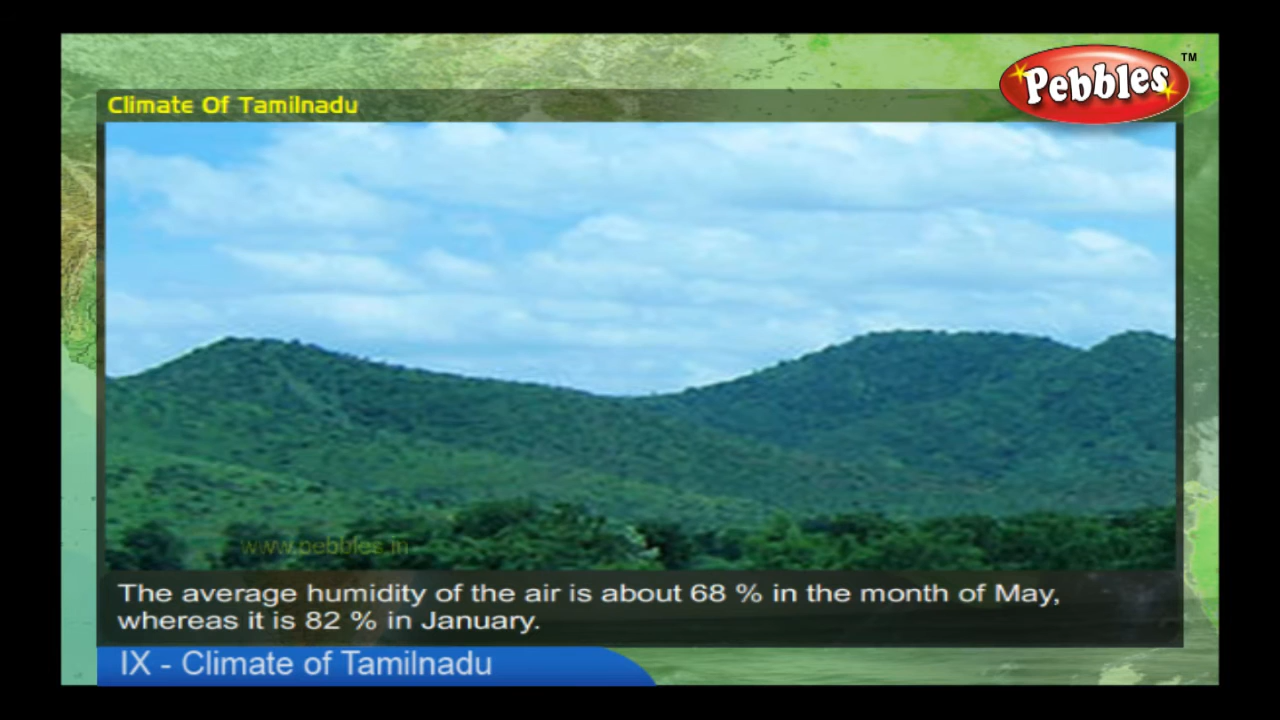 Pebbles TM
Climate Of Tamilnadu
www.pebbles.in
The average humidity of the air is about 68 % in the month of May,
whereas it is 82 % in January.
IX - Climate of Tamilnadu